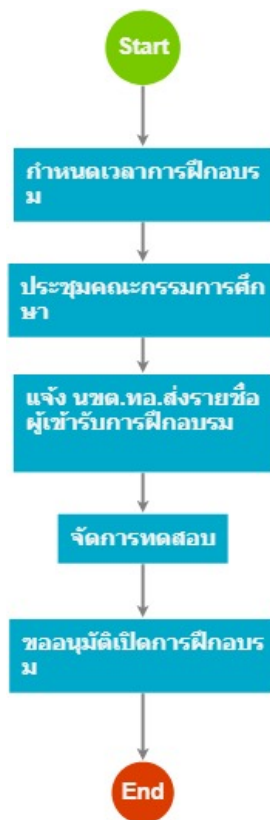 Start
กำหนดเวลาการฝึกอบร
ม
ประชุมคณะกรรมการศึก
ษา
แจ้ง นขต.ทอ.ส่งรายชื่อ
ผู้เข้ารับการฝึกอบรม
จัดการทดสอบ
ขออนุมัติเปิดการฝึกอบร
ม
End